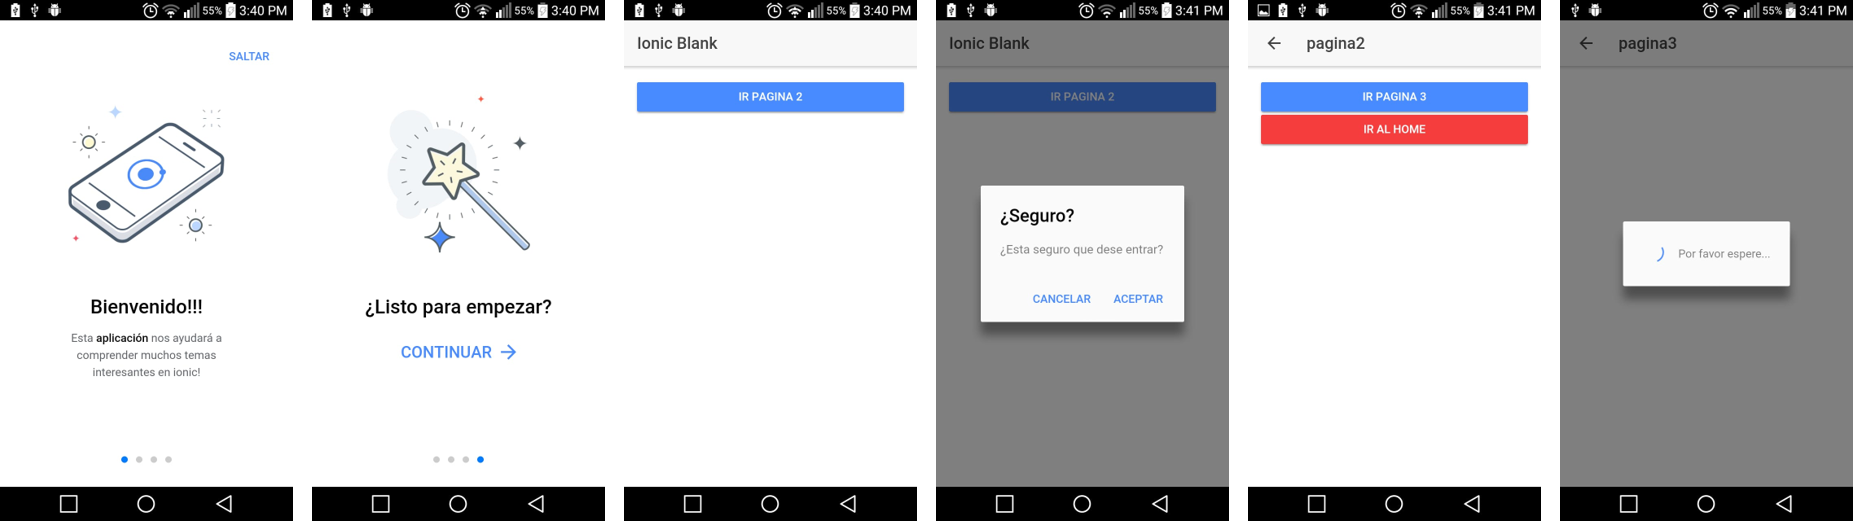 55% 3:40 PM
SALTAR
Bienvenido!!!
Esta aplicación nos ayudará a
comprender muchos temas
interesantes en ionic!
55% 3:40 PM
¿Listo para empezar?
CONTINUAR
55% 3:40 PM
Ionic Blank
IR PAGINA 2
55% 3:41 PM
Ionic Blank
IR PAGINA 2
¿Seguro?
¿Esta seguro que dese entrar?
CANCELAR ACEPTAR
55% 3:41 PM
pagina2
IR PAGINA 3
IR AL HOME
55% 3:41 PM
pagina3
Por favor espere...